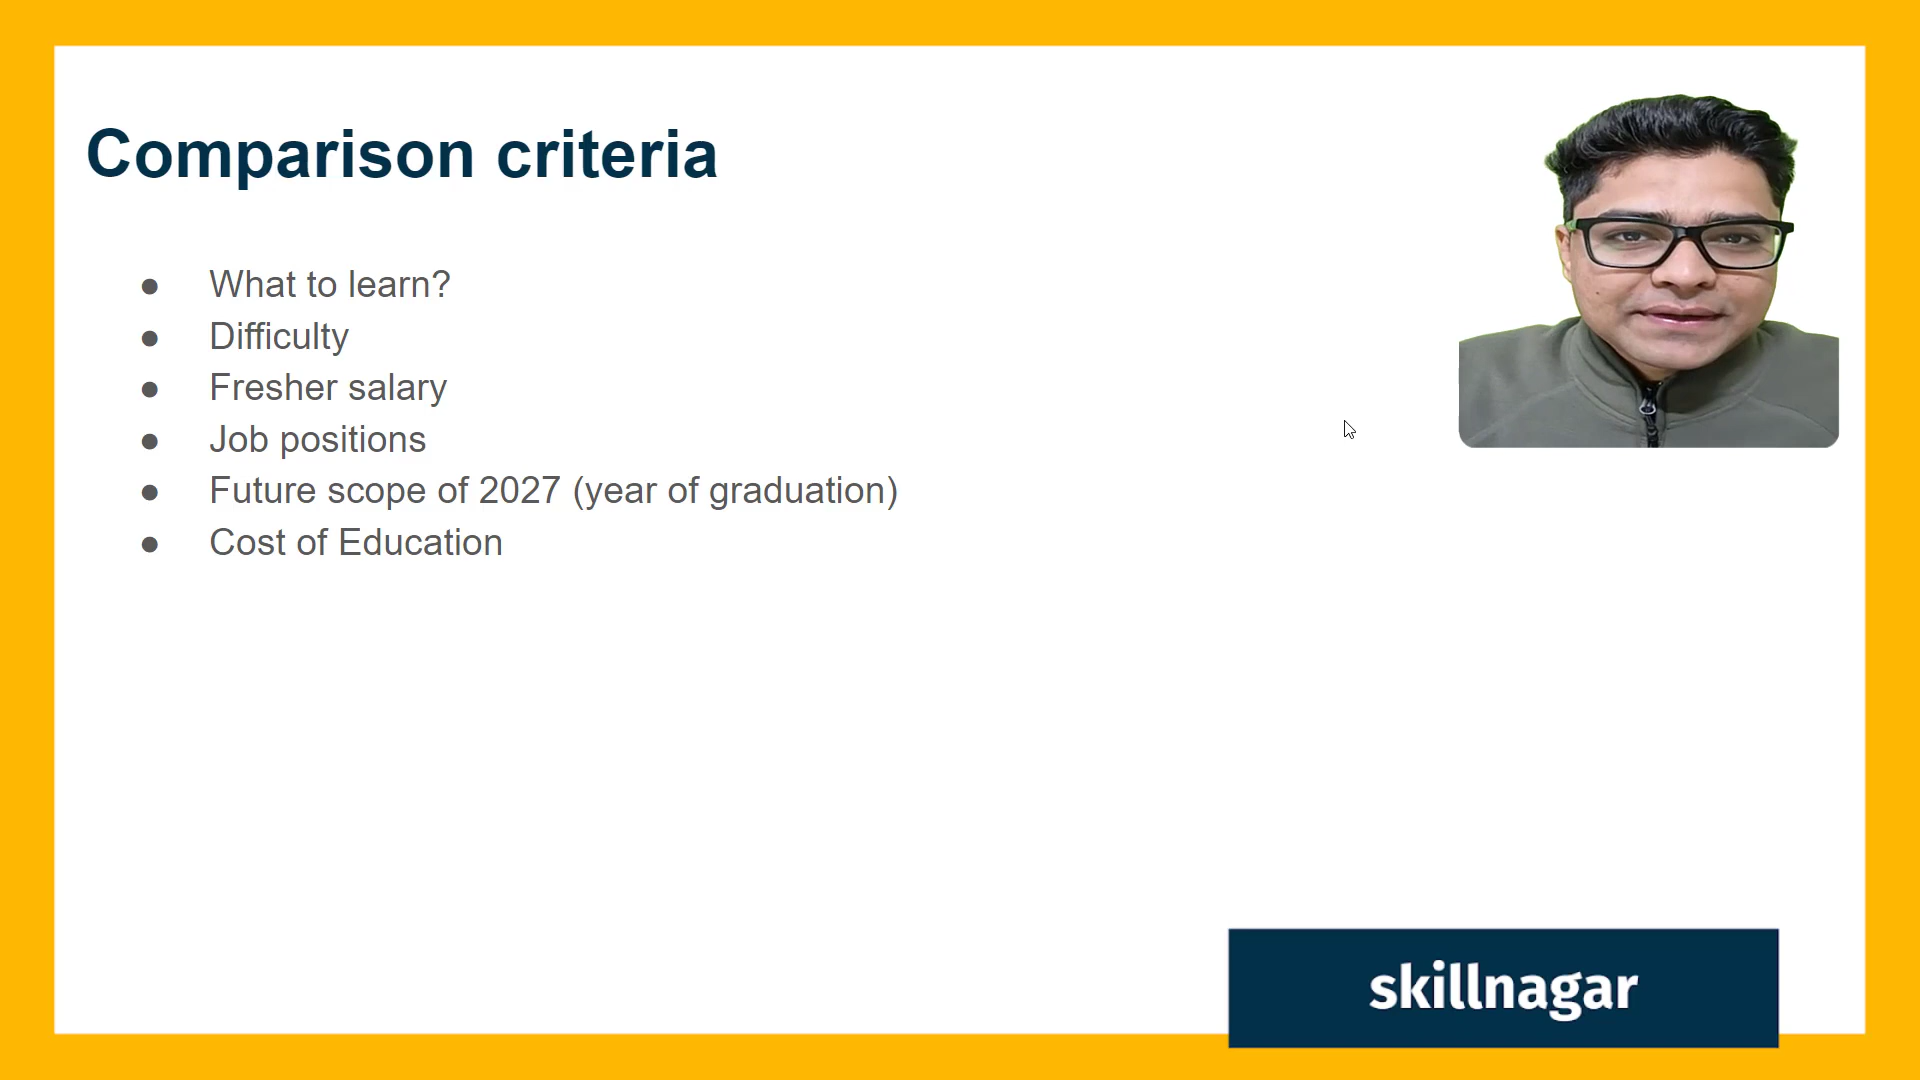 Comparison criteria
● What to learn?
● Difficulty
● Fresher salary
● Job positions
● Future scope of 2027 (year of graduation)
● Cost of Education
skillnagar